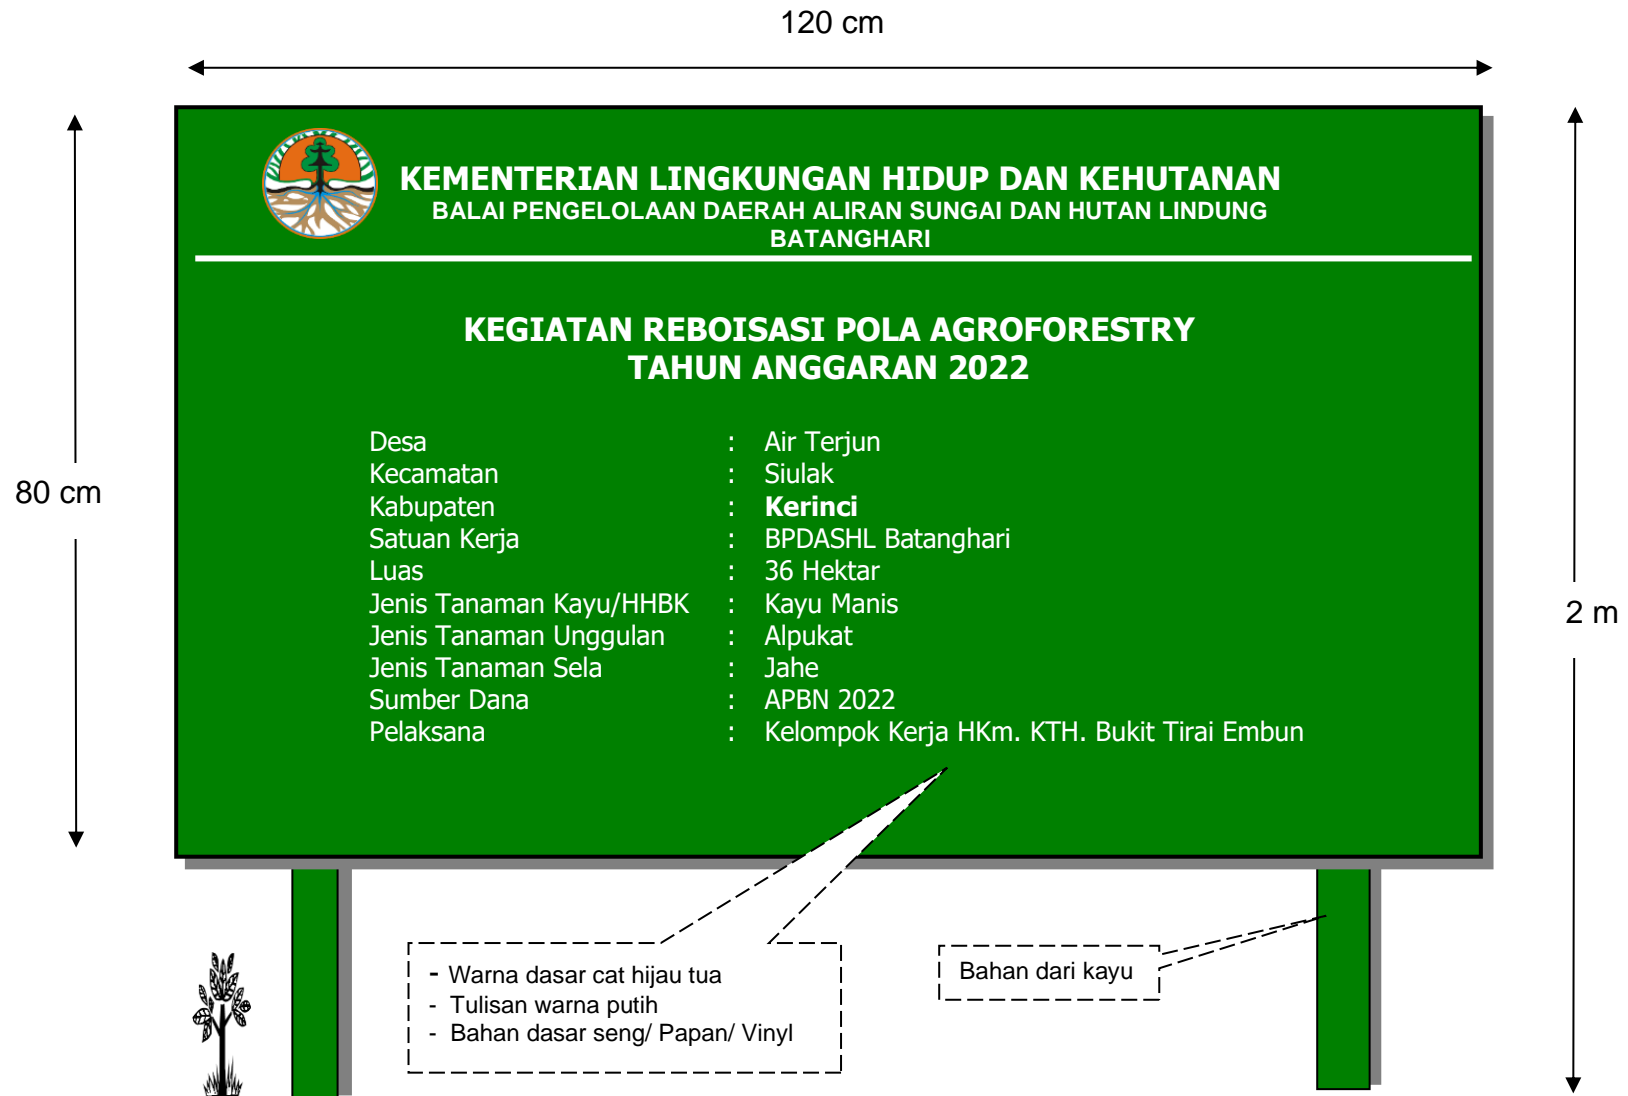 120 cm
KEMENTERIAN LINGKUNGAN HIDUP DAN KEHUTANAN
BALAI PENGELOLAAN DAERAH ALIRAN SUNGAI DAN HUTAN LINDUNG
BATANGHARI
KEGIATAN REBOISASI POLA AGROFORESTRY
TAHUN ANGGARAN 2022
Desa : Air Terjun
Kecamatan : Siulak
Kabupaten : Kerinci
Satuan Kerja : BPDASHL Batanghari
Luas : 36 Hektar
Jenis Tanaman Kayu/HHBK : Kayu Manis
Jenis Tanaman Unggulan : Alpukat
Jenis Tanaman Sela : Jahe
Sumber Dana : APBN 2022
Pelaksana : Kelompok Kerja HKm. KTH. Bukit Tirai Embun
80 cm
2 m
- Warna dasar cat hijau tua
- Tulisan warna putih
- Bahan dasar seng/ Papan/ Vinyl
Bahan dari kayu